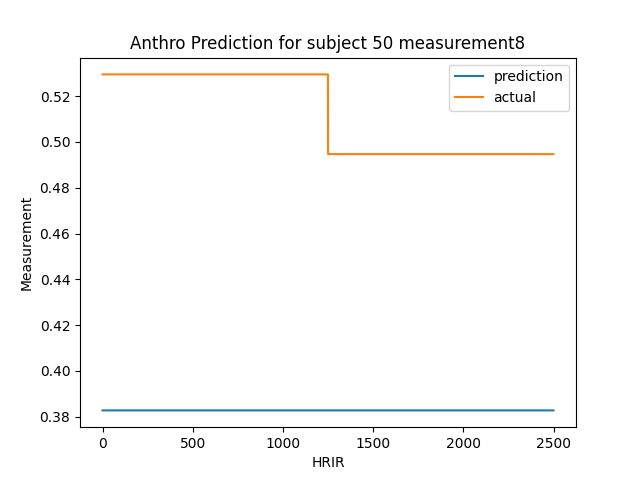 Anthro Prediction for subject 50 measurement8
prediction
actual
0.52
0.50
0.48
0.46
0.44
0.42
0.40
0.38
Measurement
0 500 1000 1500 2000 2500
HRIR